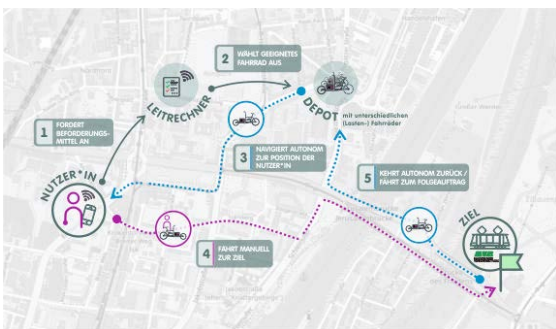 1
FORDERT
BEFÖRDERUNGS-
MITTEL AN
2
WÄHLT GEEIGNETES
FAHRRAD AUS
LEITRECHNER
DEPOT
mit unterschiedlichen
(Lasten-) Fahrräder
3
NAVIGIERT AUTONOM
ZUR POSITION DER
NUTZER*IN
NUTZER*IN
4
FÄHRT MANUELL
ZUR ZIEL
5
KEHRT AUTONOM ZURÜCK /
FÄHRT ZUM FOLGEAUFTRAG
ZIEL